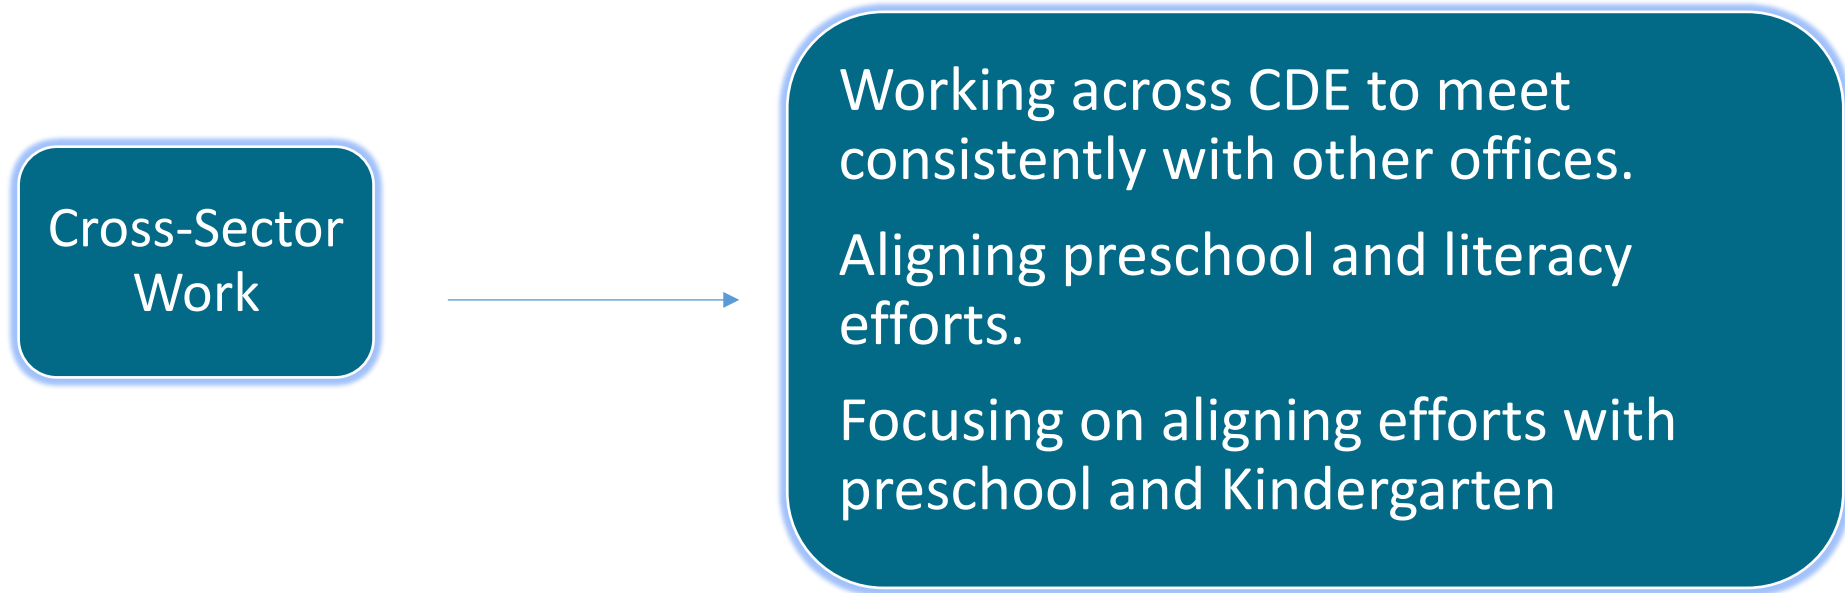 Cross-Sector
Work
Working across CDE to meet
consistently with other offices.
Aligning preschool and literacy
efforts.
Focusing on aligning efforts with
preschool and Kindergarten